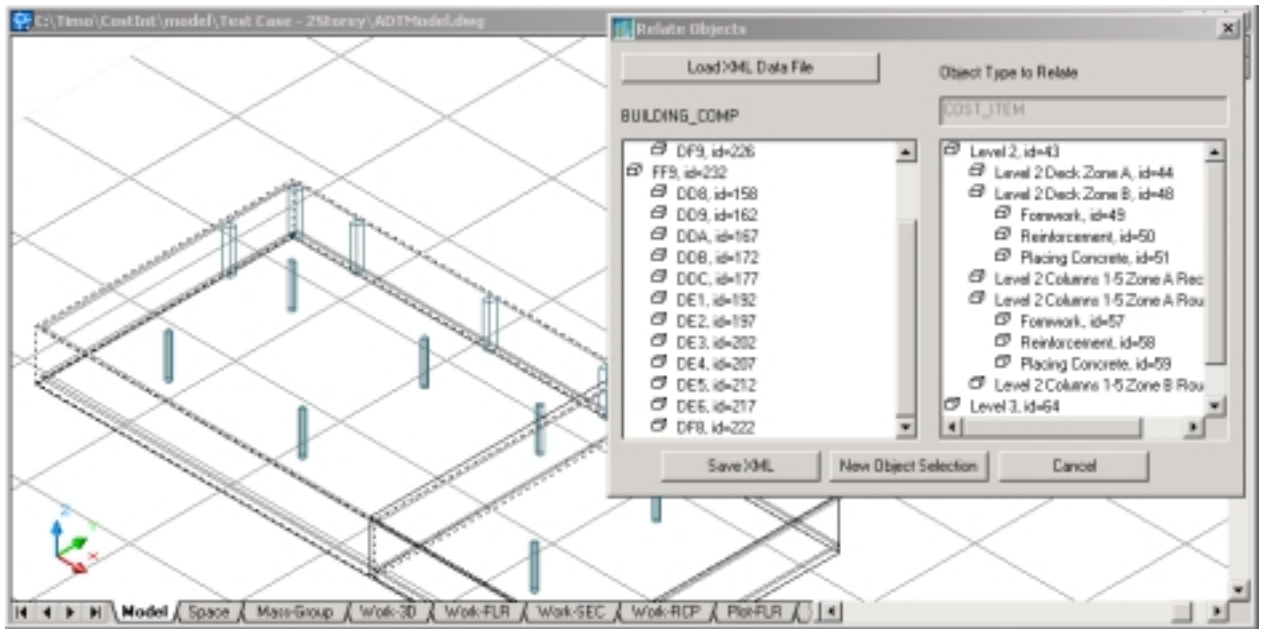 C:\Timo\CostInt\model\Test Case - 2Storey\ADTModel.dwg
Relate Objects
Load XML Data File
Object Type to Relate
BUILDING_COMP
COST_ITEM
DF9, id=226
FF9, id=232
DD8, id=158
DD9, id=162
DDA, id=167
DDB, id=172
DDC, id=177
DE1, id=192
DE2, id=197
DE3, id=202
DE4, id=207
DE5, id=212
DE6, id=217
DF8, id=222
Level 2, id=43
Level 2 Deck Zone A, id=44
Level 2 Deck Zone B, id=48
Formwork, id=49
Reinforcement, id=50
Placing Concrete, id=51
Level 2 Columns 1-5 Zone A Rec
Level 2 Columns 1-5 Zone A Rou
Formwork, id=57
Reinforcement, id=58
Placing Concrete, id=59
Level 2 Columns 1-5 Zone B Rou
Level 3, id=64
Save XML
New Object Selection
Cancel
Z
Y
X
Model Space Mass-Group Work-3D Work-FLR Work-SEC Work-RCP Plot-FLR